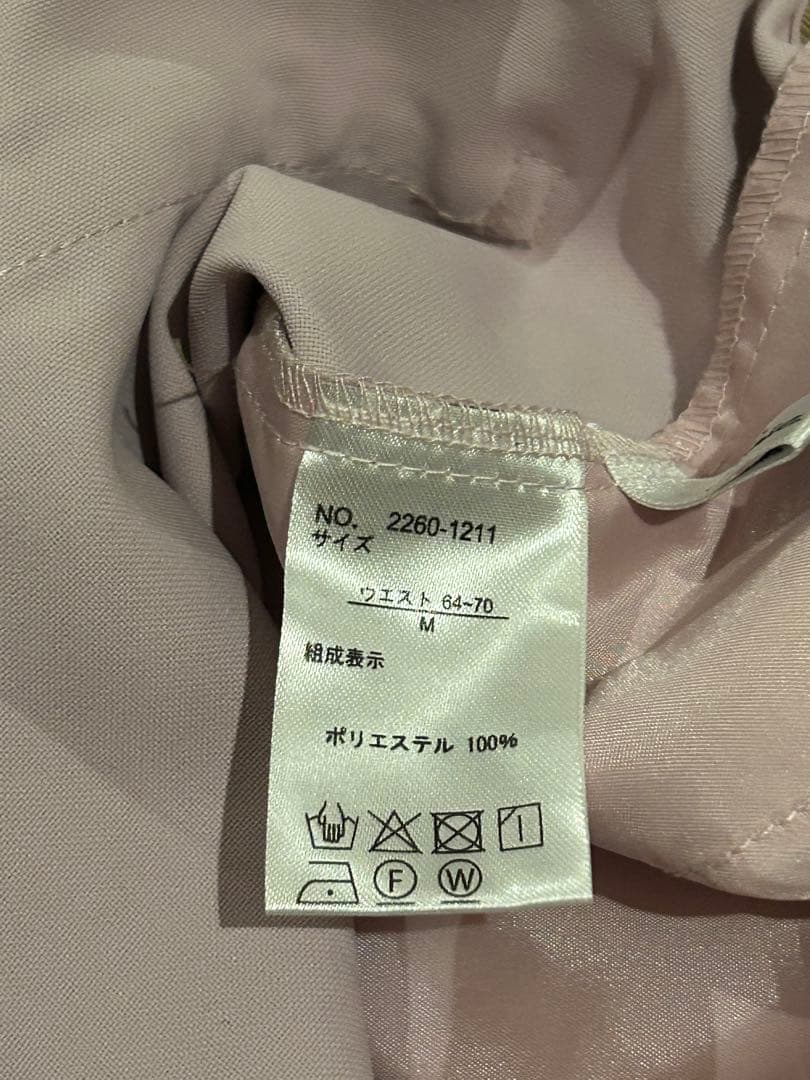 NO. 2260-1211
サイズ
ウエスト 64~70
M
組成表示
ポリエステル 100%
F W